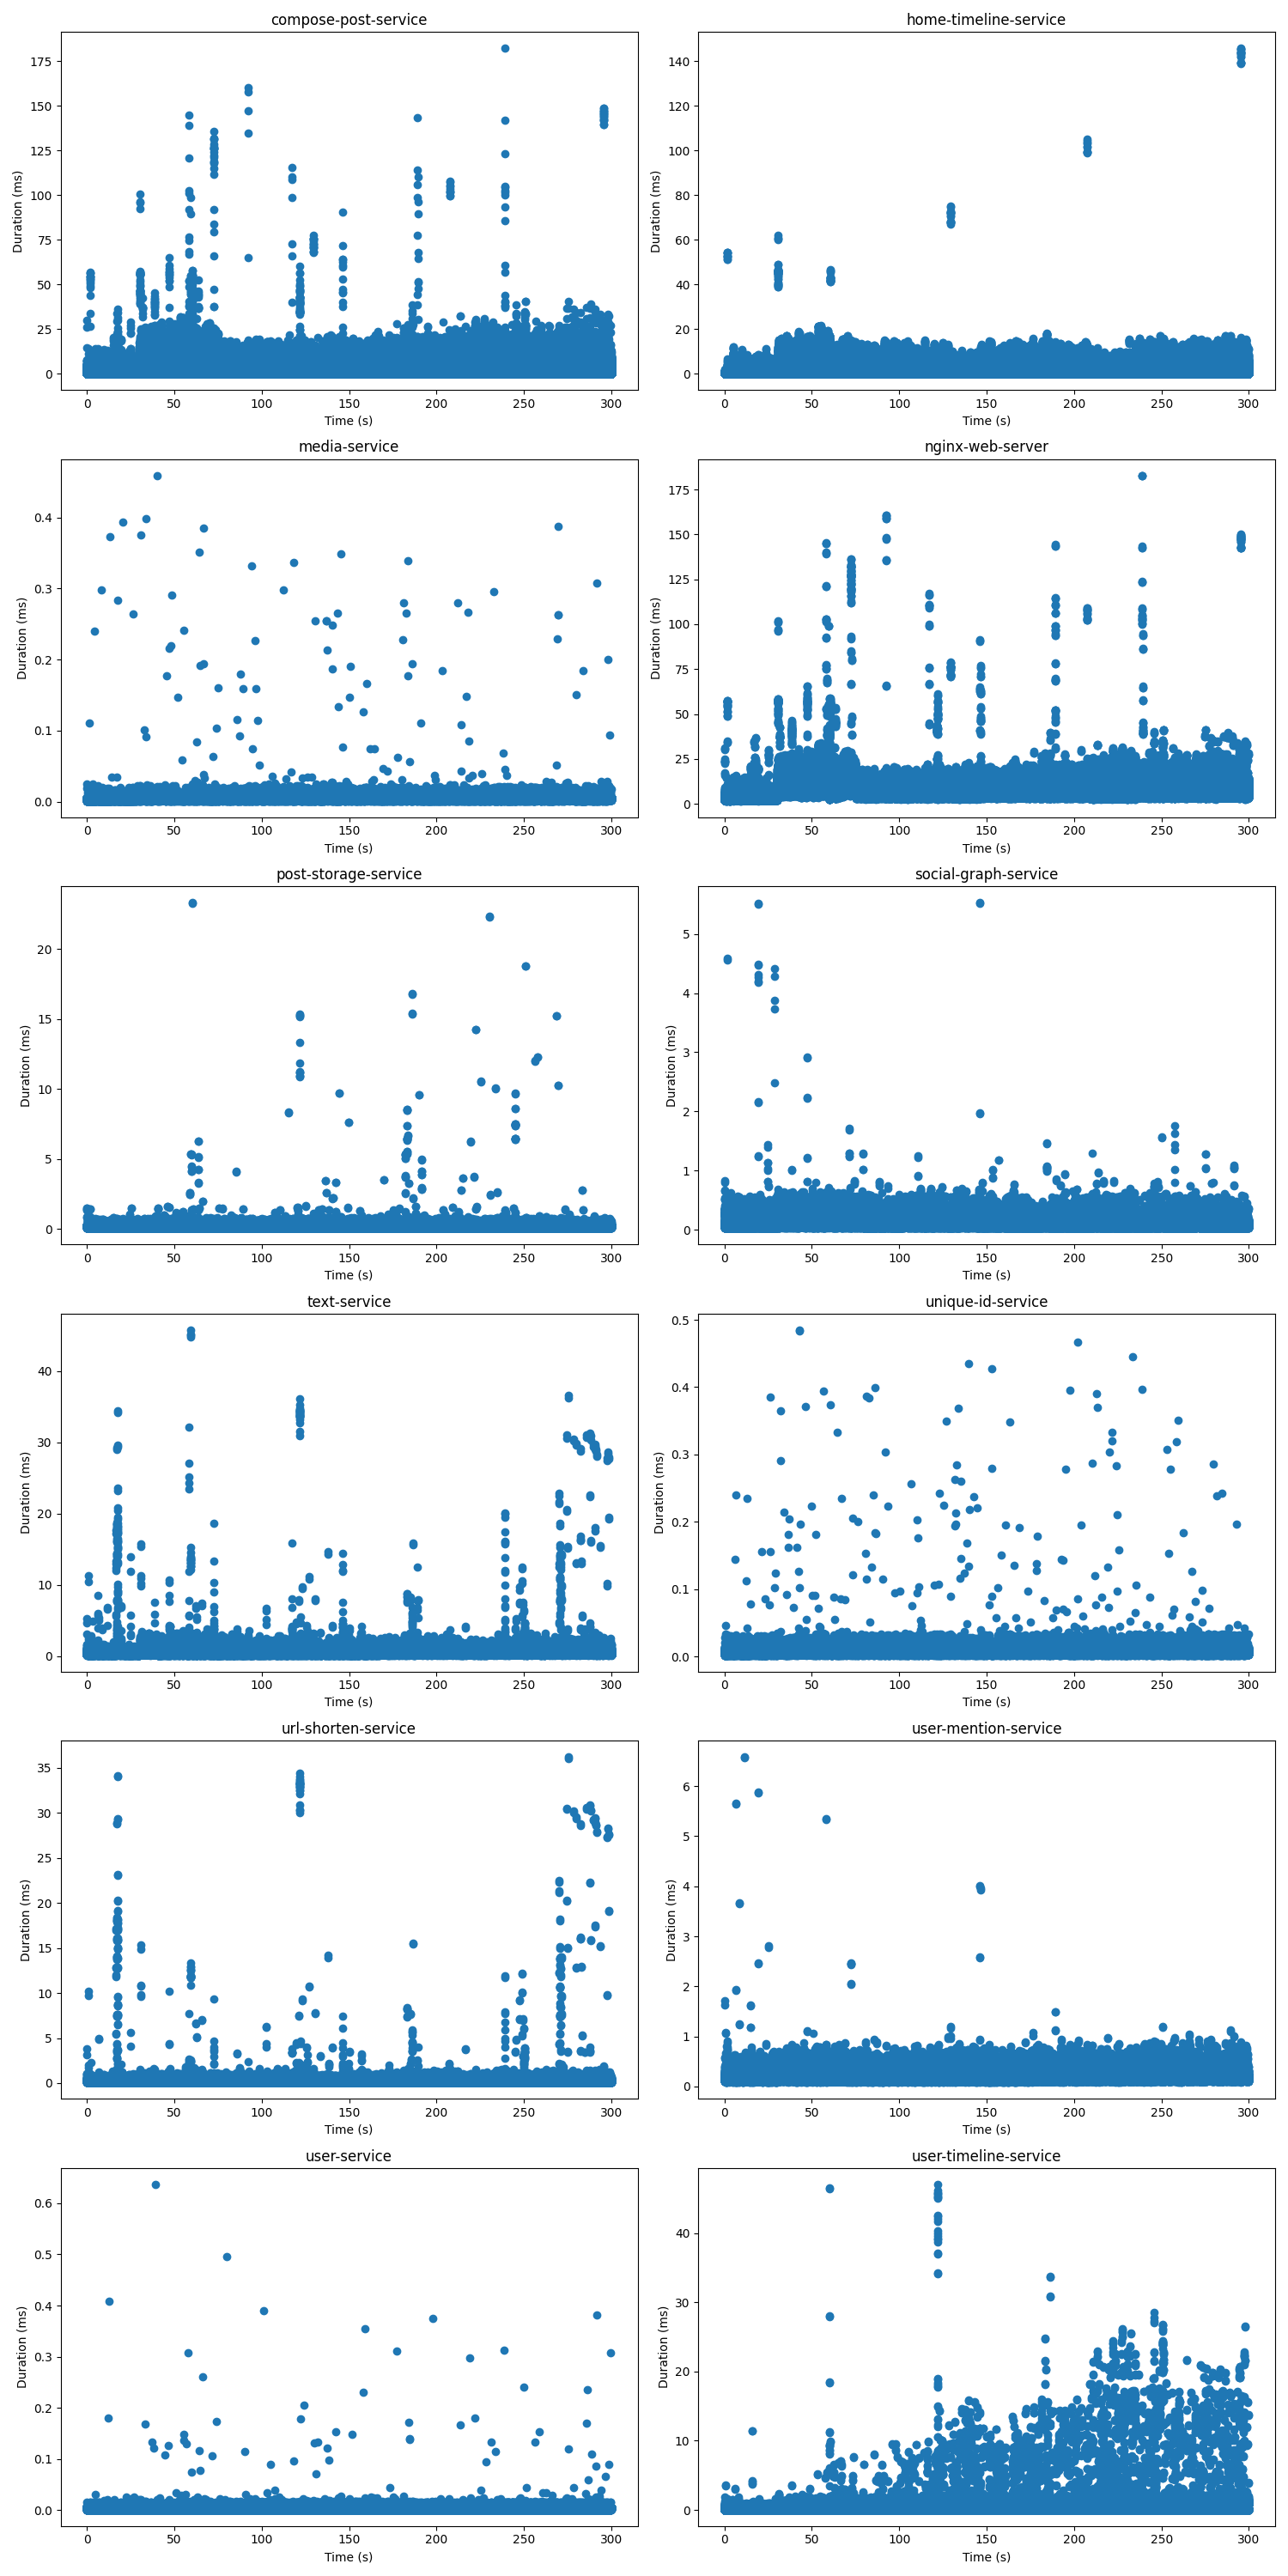 compose-post-service
Duration (ms)
175
150
125
100
75
50
25
0
0 50 100 150 200 250 300
Time (s)
home-timeline-service
Duration (ms)
140
120
100
80
60
40
20
0
0 50 100 150 200 250 300
Time (s)
media-service
Duration (ms)
0.4
0.3
0.2
0.1
0.0
0 50 100 150 200 250 300
Time (s)
nginx-web-server
Duration (ms)
175
150
125
100
75
50
25
0
0 50 100 150 200 250 300
Time (s)
post-storage-service
Duration (ms)
20
15
10
5
0
0 50 100 150 200 250 300
Time (s)
social-graph-service
Duration (ms)
5
4
3
2
1
0
0 50 100 150 200 250 300
Time (s)
text-service
Duration (ms)
40
30
20
10
0
0 50 100 150 200 250 300
Time (s)
unique-id-service
Duration (ms)
0.5
0.4
0.3
0.2
0.1
0.0
0 50 100 150 200 250 300
Time (s)
url-shorten-service
Duration (ms)
35
30
25
20
15
10
5
0
0 50 100 150 200 250 300
Time (s)
user-mention-service
Duration (ms)
6
5
4
3
2
1
0
0 50 100 150 200 250 300
Time (s)
user-service
Duration (ms)
0.6
0.5
0.4
0.3
0.2
0.1
0.0
0 50 100 150 200 250 300
Time (s)
user-timeline-service
Duration (ms)
40
30
20
10
0
0 50 100 150 200 250 300
Time (s)